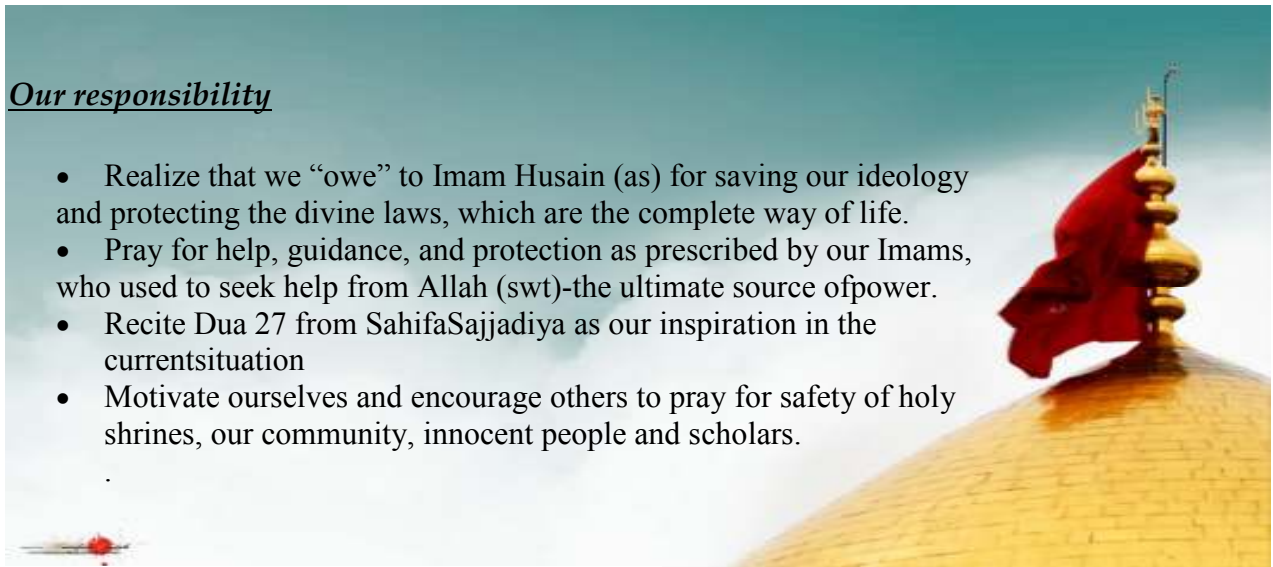 Our responsibility
• Realize that we “owe” to Imam Husain (as) for saving our ideology
and protecting the divine laws, which are the complete way of life.
• Pray for help, guidance, and protection as prescribed by our Imams,
who used to seek help from Allah (swt)-the ultimate source ofpower.
• Recite Dua 27 from SahifaSajjadiya as our inspiration in the
currentsituation
• Motivate ourselves and encourage others to pray for safety of holy
shrines, our community, innocent people and scholars.
.